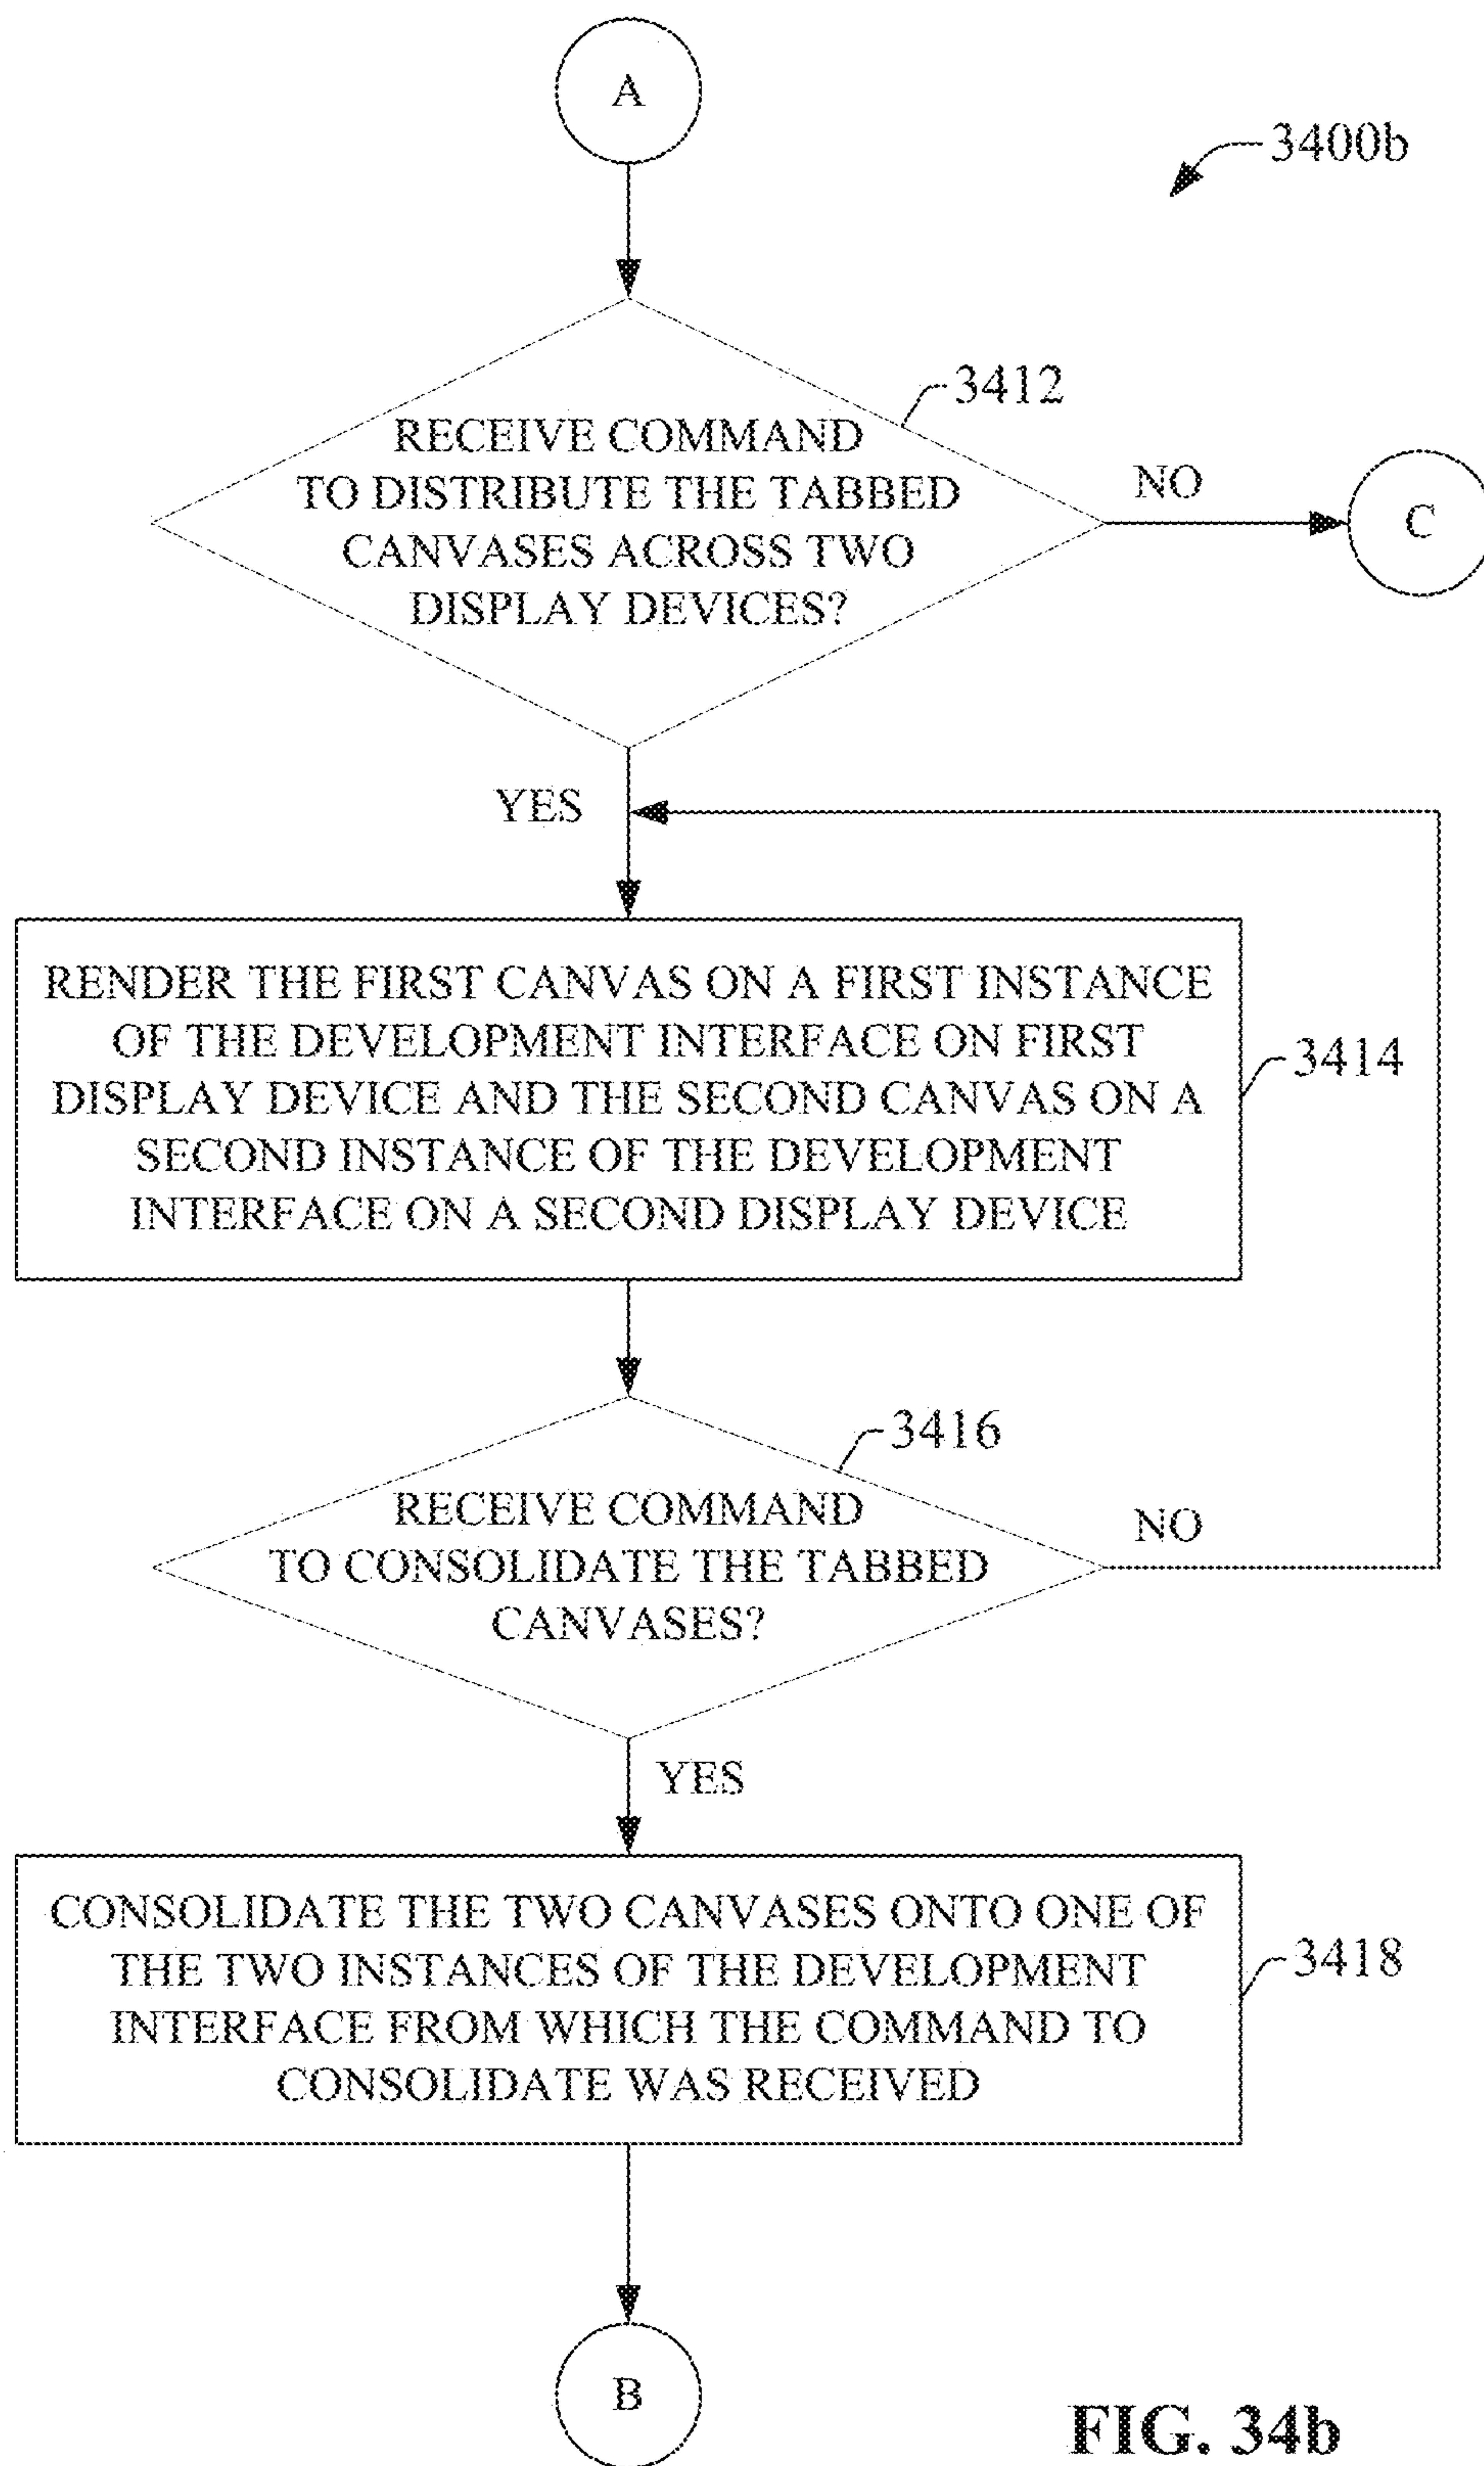 A
3400b
3412
RECEIVE COMMAND
TO DISTRIBUTE THE TABBED
CANVASES ACROSS TWO
DISPLAY DEVICES?
NO
C
YES
RENDER THE FIRST CANVAS ON A FIRST INSTANCE
OF THE DEVELOPMENT INTERFACE ON FIRST
DISPLAY DEVICE AND THE SECOND CANVAS ON A
SECOND INSTANCE OF THE DEVELOPMENT
INTERFACE ON A SECOND DISPLAY DEVICE
3414
3416
RECEIVE COMMAND
TO CONSOLIDATE THE TABBED
CANVASES?
NO
YES
CONSOLIDATE THE TWO CANVASES ONTO ONE OF
THE TWO INSTANCES OF THE DEVELOPMENT
INTERFACE FROM WHICH THE COMMAND TO
CONSOLIDATE WAS RECEIVED
3418
B
FIG. 34b